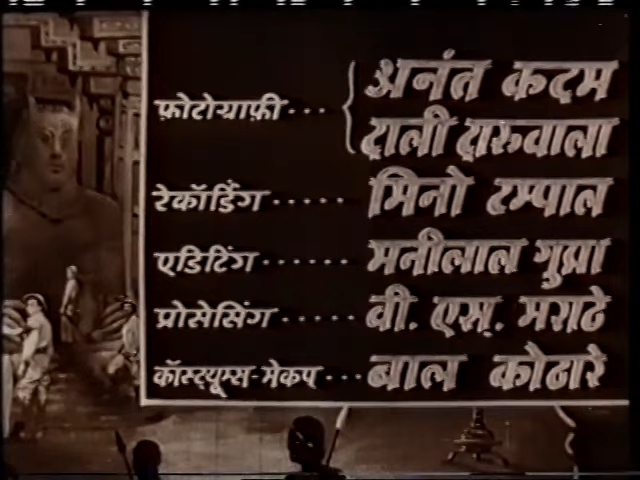 फ़ोटोग्राफ़ी... { अनंत कदम
दाली दारुवाला
रेकॉर्डिंग..... मिनो टम्पाल
एडिटिंग...... मनीलाल गुप्ता
प्रोसेसिंग..... वी. एस. मराठे
कॉस्ट्यूम्स-मेकप... बाल कोठारे